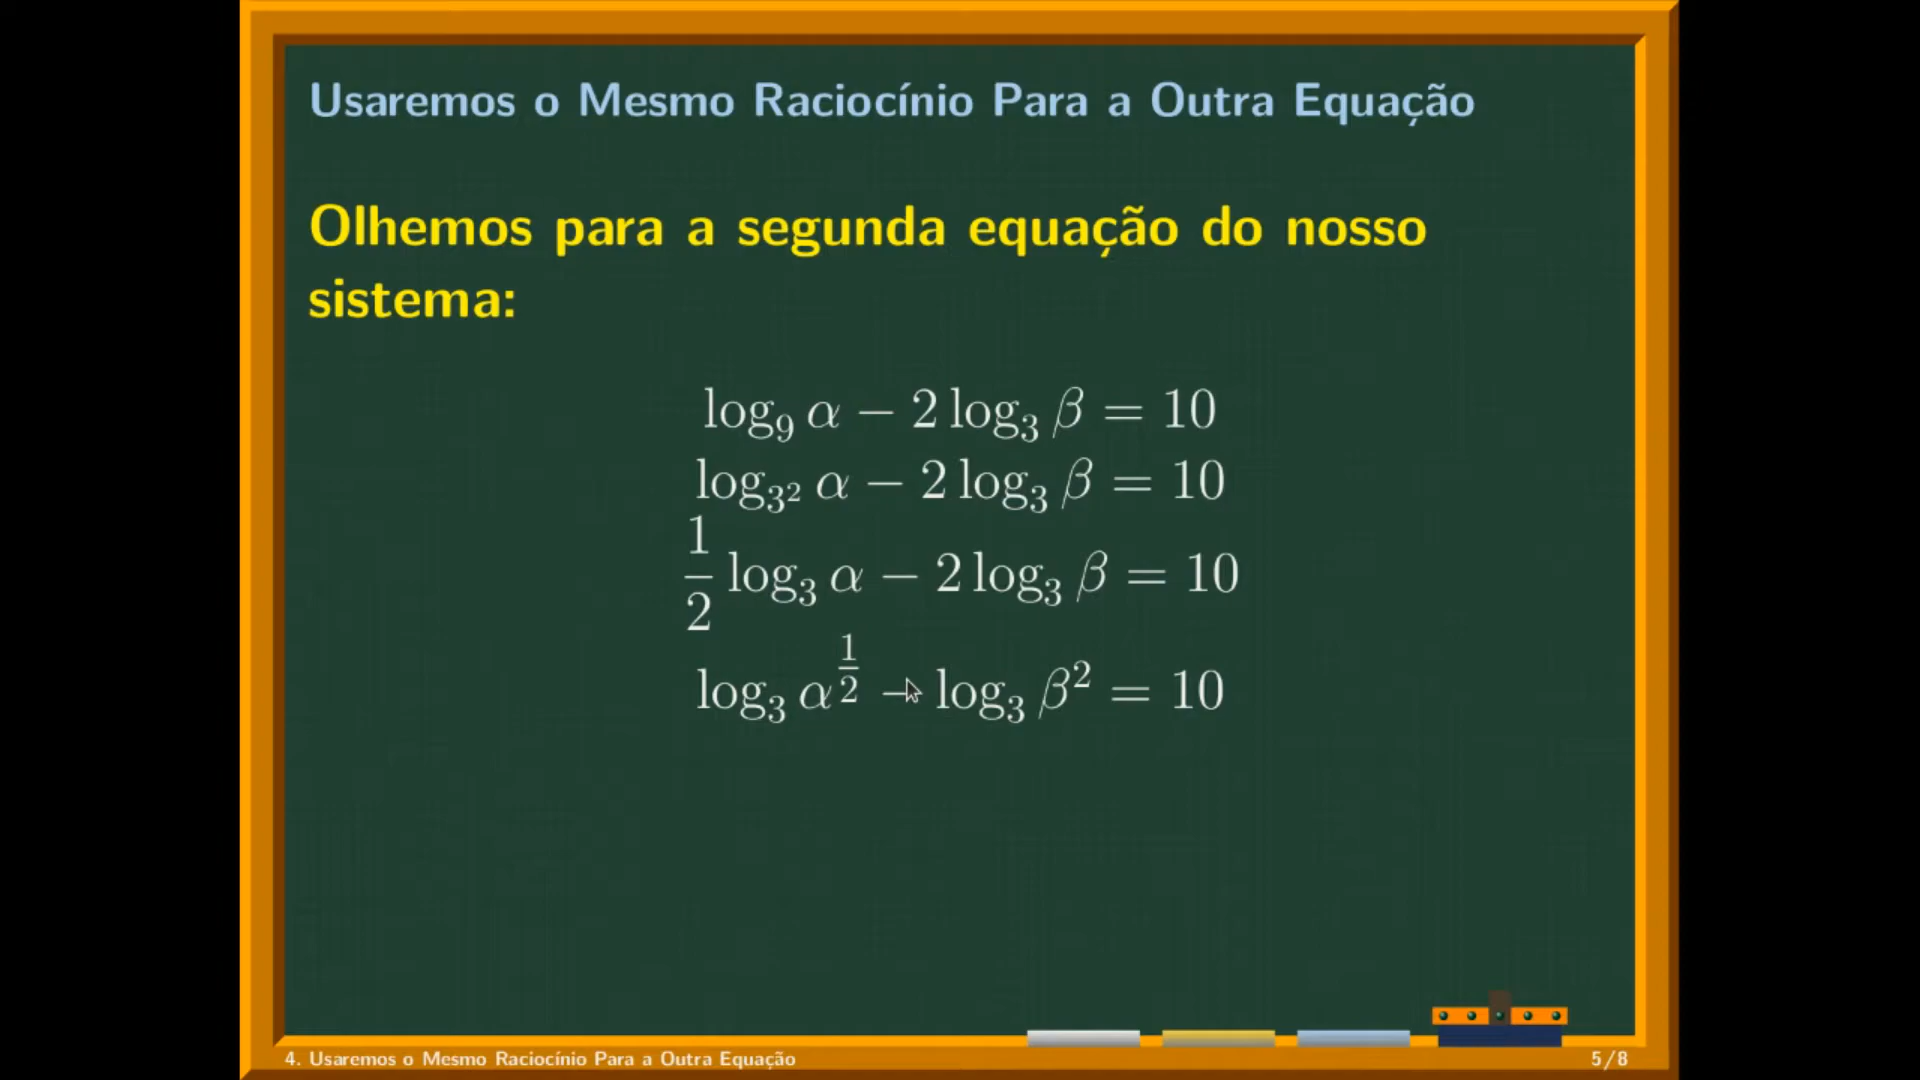 Usaremos o Mesmo Raciocínio Para a Outra Equação
Olhemos para a segunda equação do nosso
sistema:
log₉ α − 2 log₃ β = 10
log₃² α − 2 log₃ β = 10
1/2 log₃ α − 2 log₃ β = 10
log₃ α^(1/2) − log₃ β² = 10
4. Usaremos o Mesmo Raciocínio Para a Outra Equação
5/8